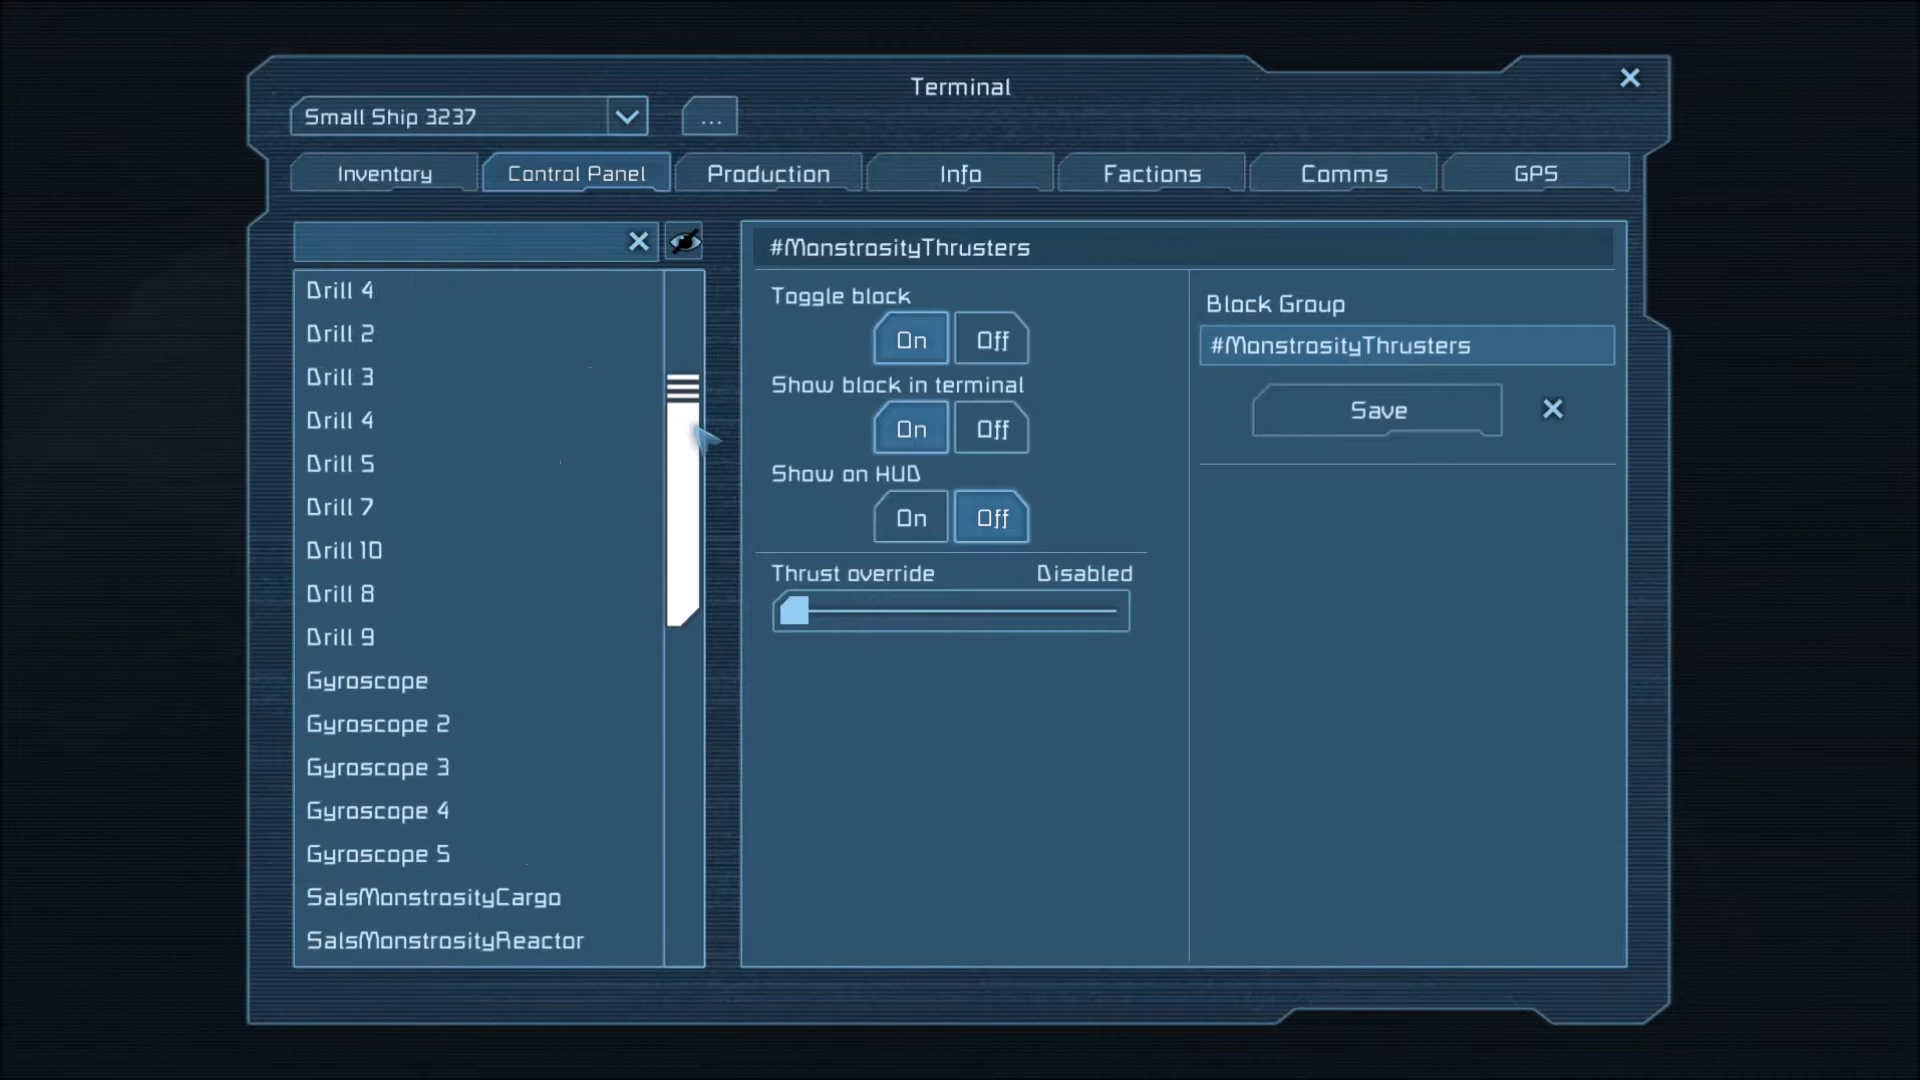 Terminal
Small Ship 3237
...
Inventory
Control Panel
Production
Info
Factions
Comms
GPS
Drill 4
Drill 2
Drill 3
Drill 4
Drill 5
Drill 7
Drill 10
Drill 8
Drill 9
Gyroscope
Gyroscope 2
Gyroscope 3
Gyroscope 4
Gyroscope 5
SalsMonstrosityCargo
SalsMonstrosityReactor
#MonstrosityThrusters
Toggle block
On Off
Show block in terminal
On Off
Show on HUD
On Off
Thrust override Disabled
Block Group
#MonstrosityThrusters
Save